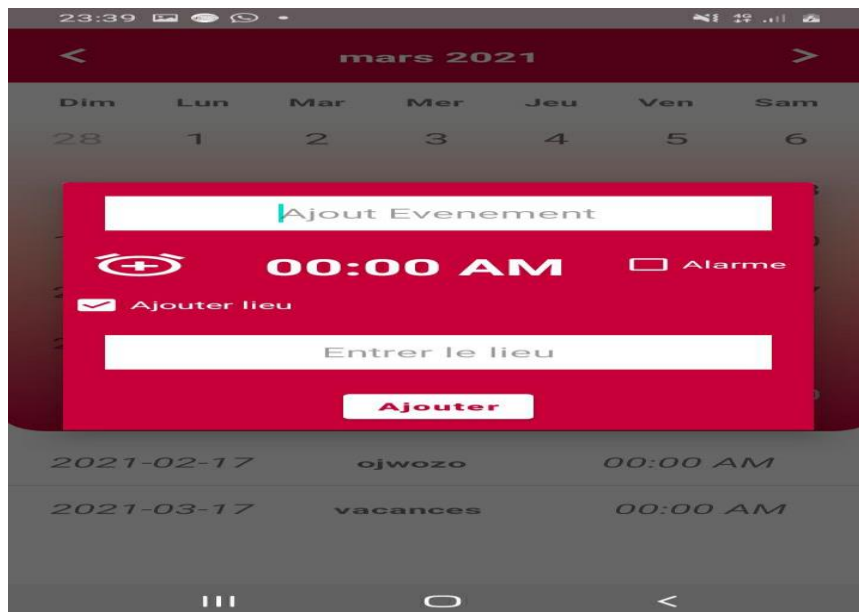 23:39
mars 2021
Dim Lun Mar Mer Jeu Ven Sam
28 1 2 3 4 5 6
Ajout Evenement
00:00 AM Alarme
Ajouter lieu
Entrer le lieu
Ajouter
2021-02-17 ojwozo 00:00 AM
2021-03-17 vacances 00:00 AM